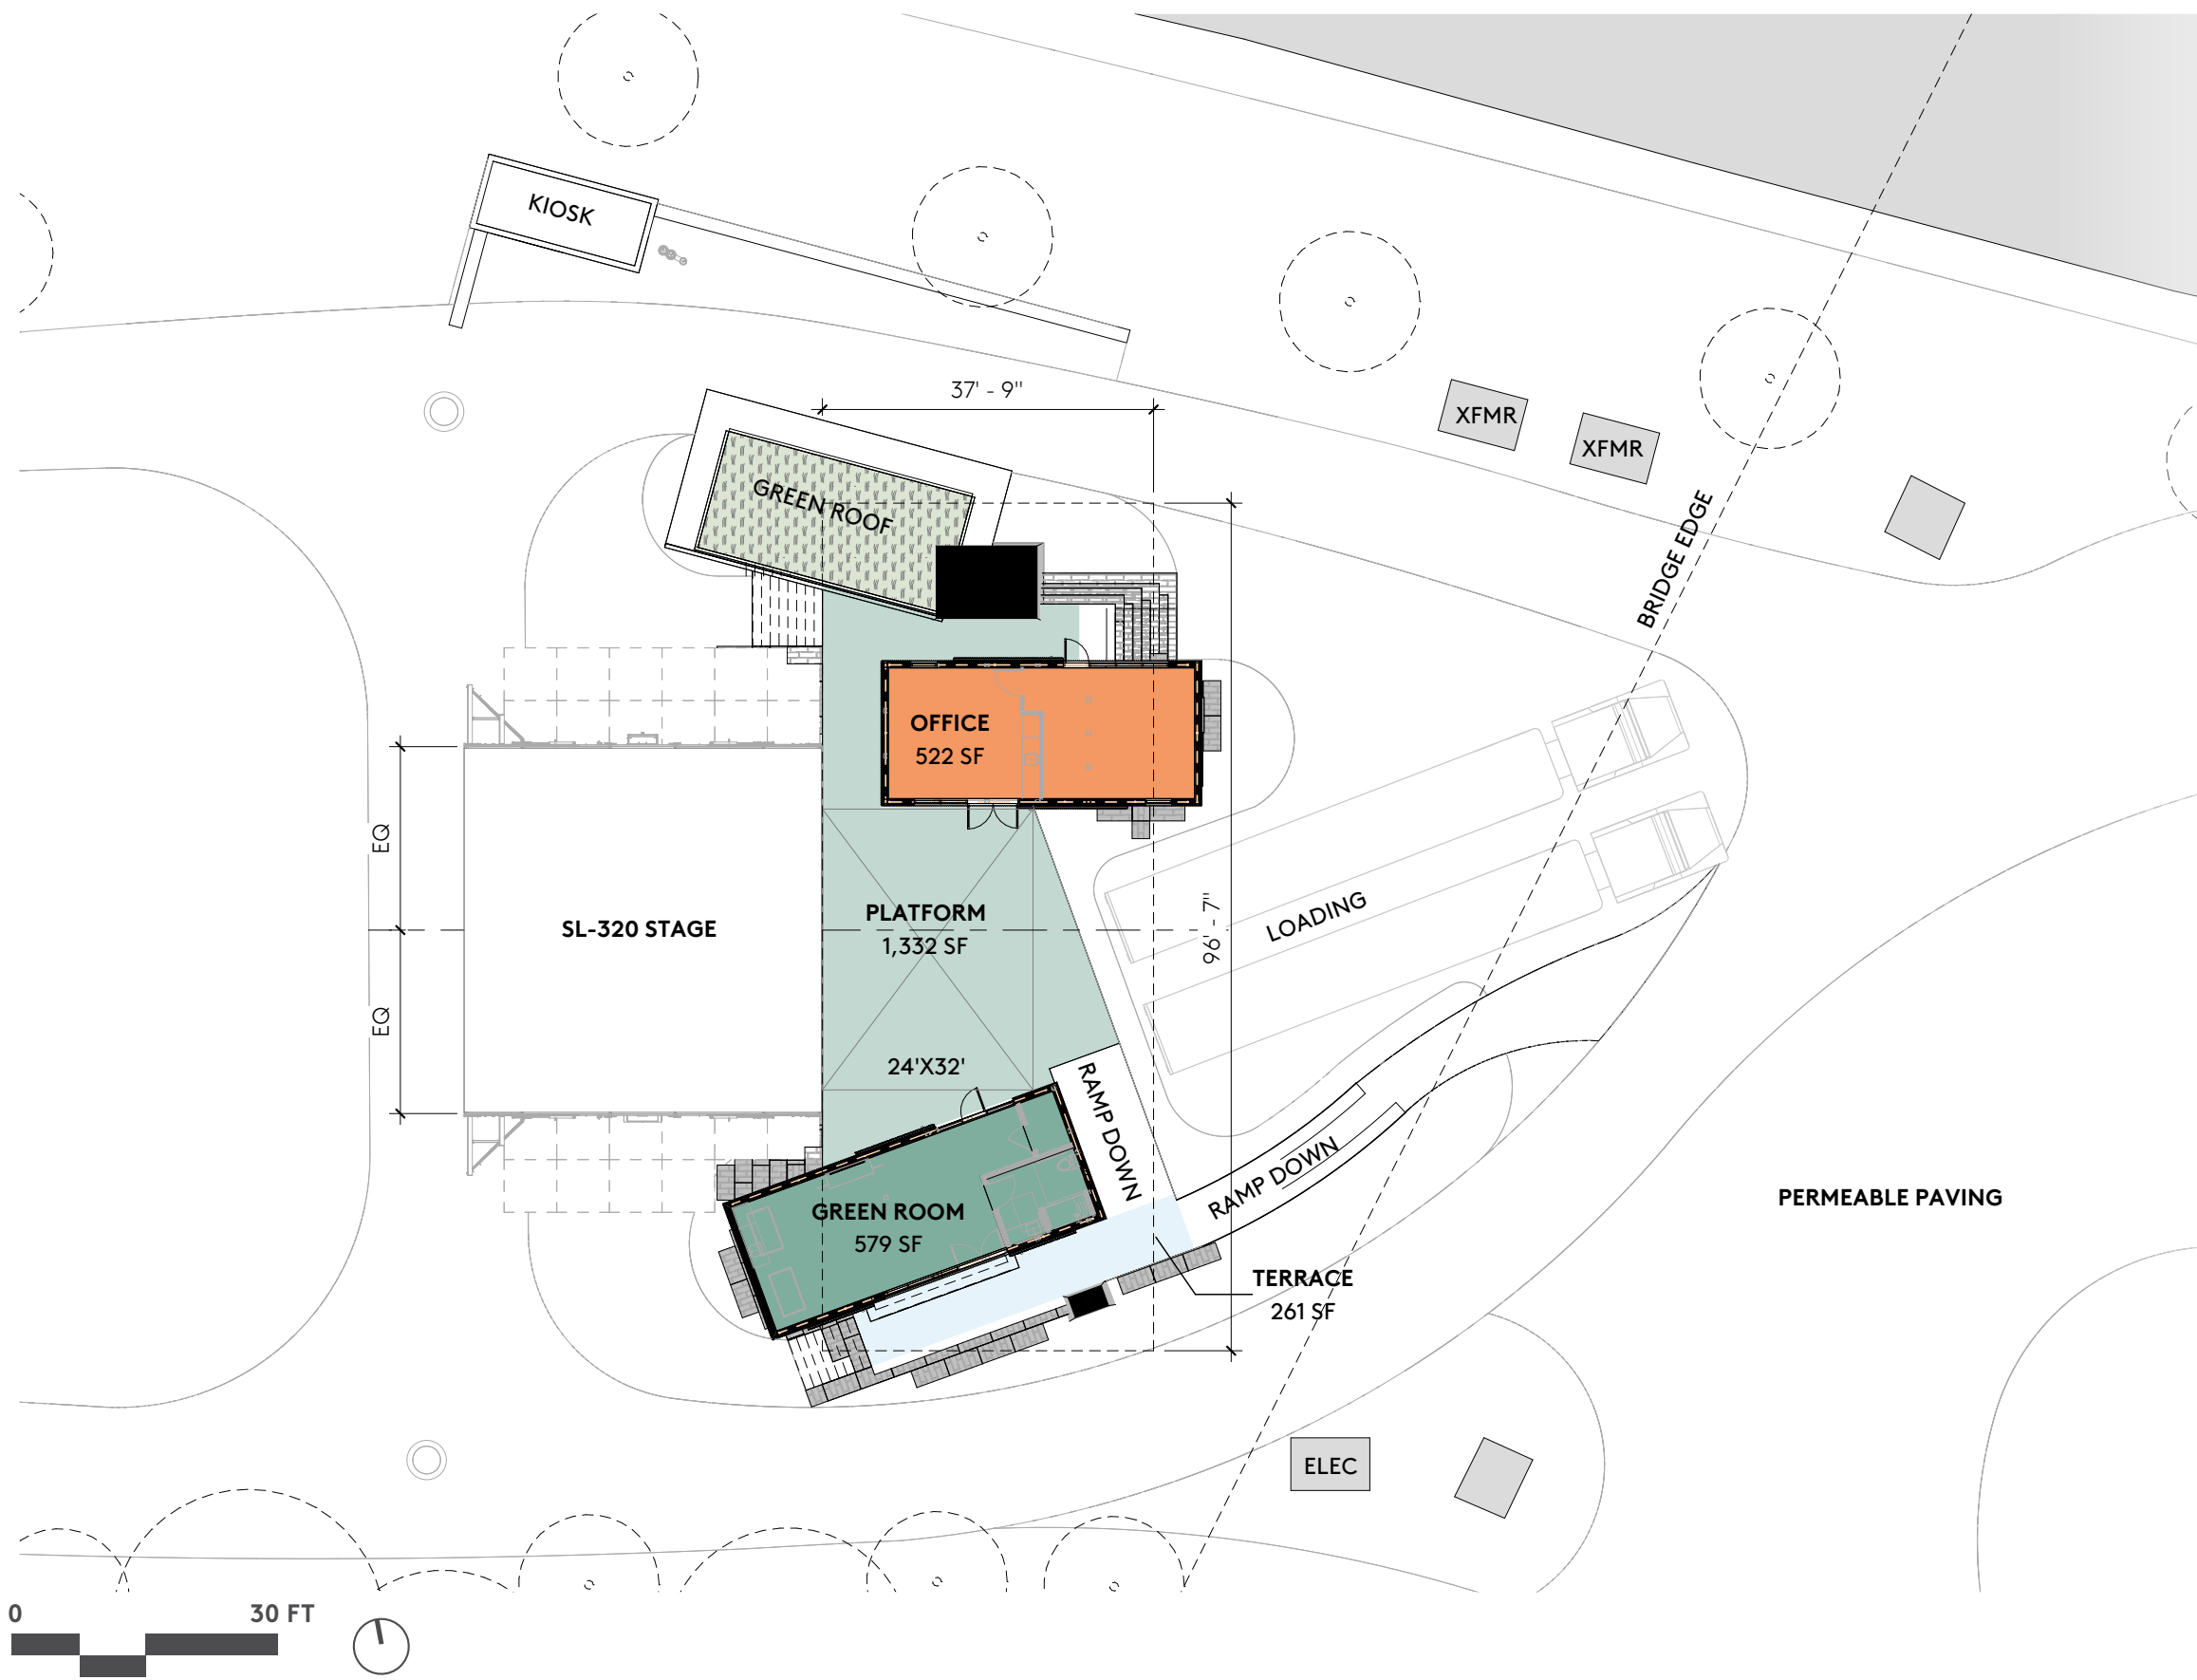 KIOSK
37' - 9"
XFMR
XFMR
GREEN ROOF
BRIDGE EDGE
OFFICE
522 SF
EQ
PLATFORM
1,332 SF
SL-320 STAGE
96' - 7"
LOADING
EQ
24'X32'
RAMP DOWN
RAMP DOWN
GREEN ROOM
579 SF
PERMEABLE PAVING
TERRACE
261 SF
ELEC
0
30 FT